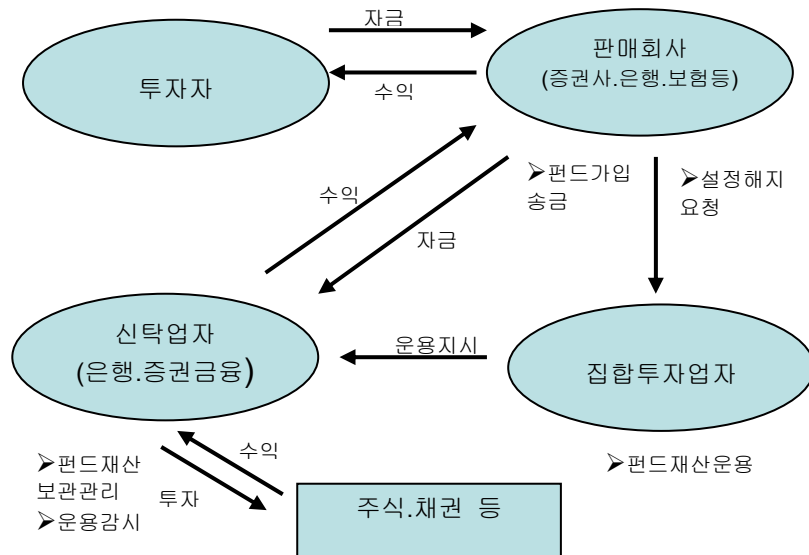 자금
투자자
수익
판매회사
(증권사.은행.보험등)
수익
자금
➢펀드가입
송금
➢설정해지
요청
신탁업자
(은행.증권금융)
운용지시
집합투자업자
➢펀드재산
보관관리
➢운용감시
수익
투자
➢펀드재산운용
주식.채권 등